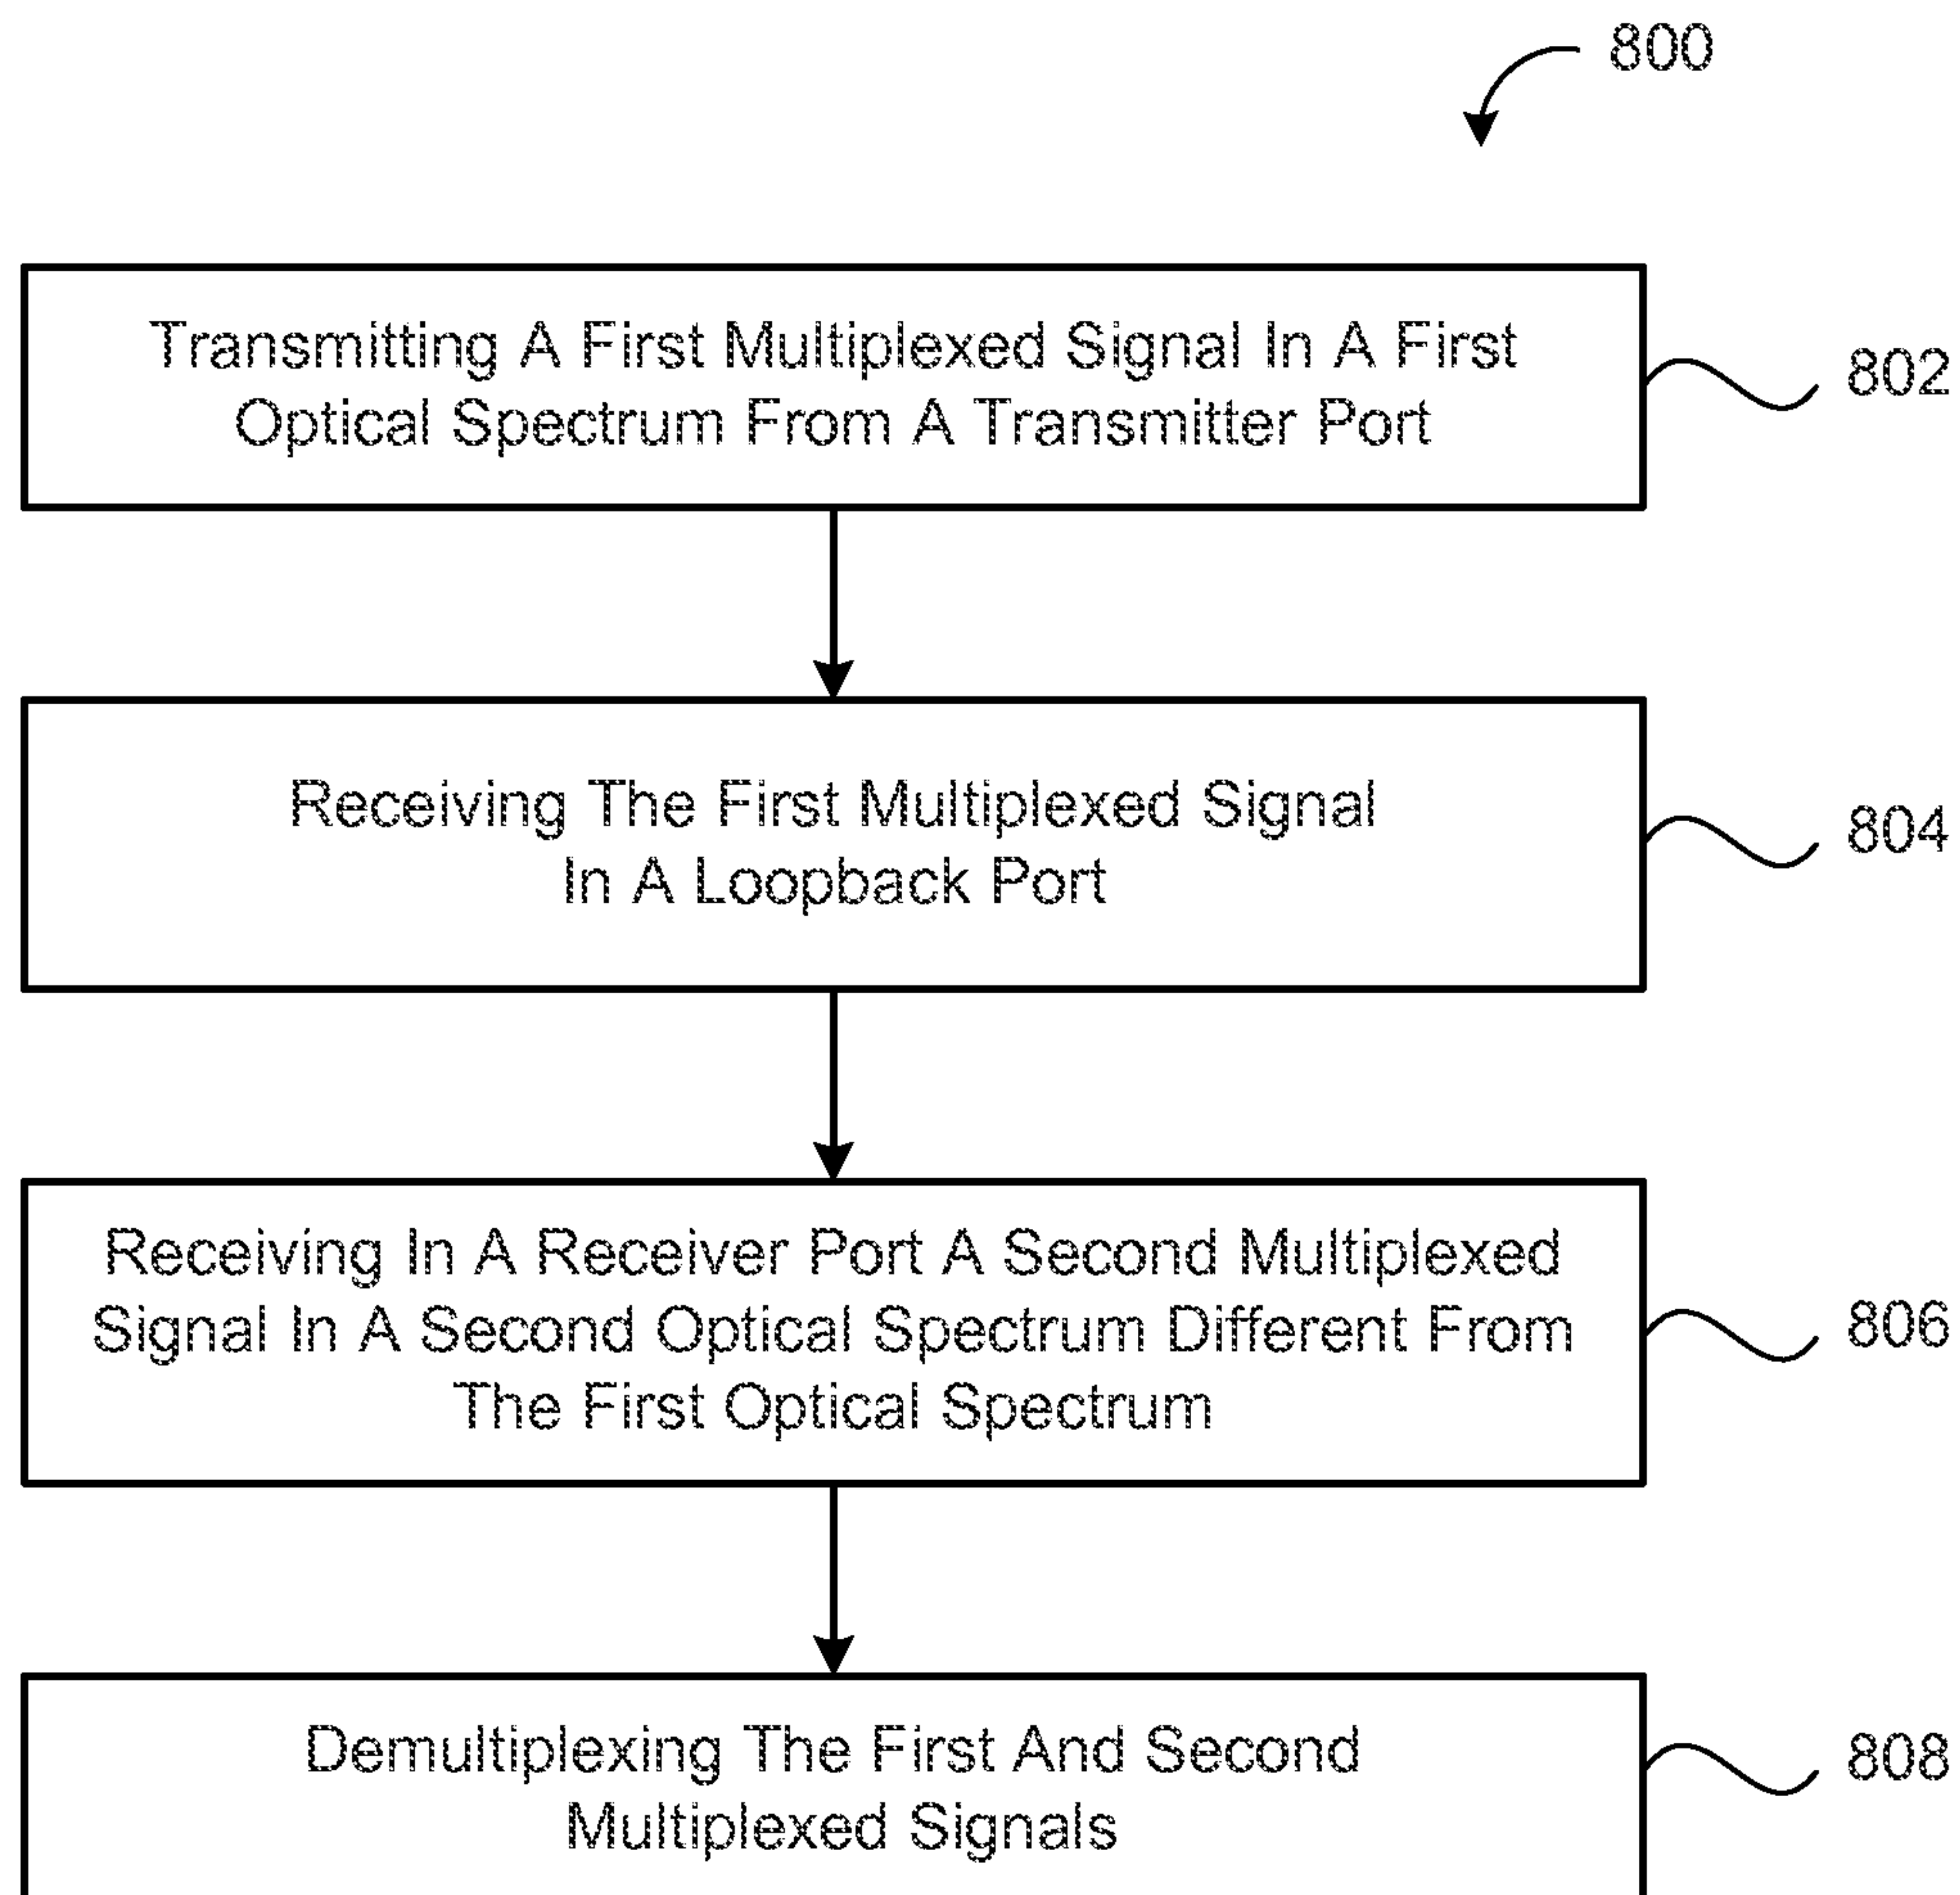 800
Transmitting A First Multiplexed Signal In A First
Optical Spectrum From A Transmitter Port
802
Receiving The First Multiplexed Signal
In A Loopback Port
804
Receiving In A Receiver Port A Second Multiplexed
Signal In A Second Optical Spectrum Different From
The First Optical Spectrum
806
Demultiplexing The First And Second
Multiplexed Signals
808